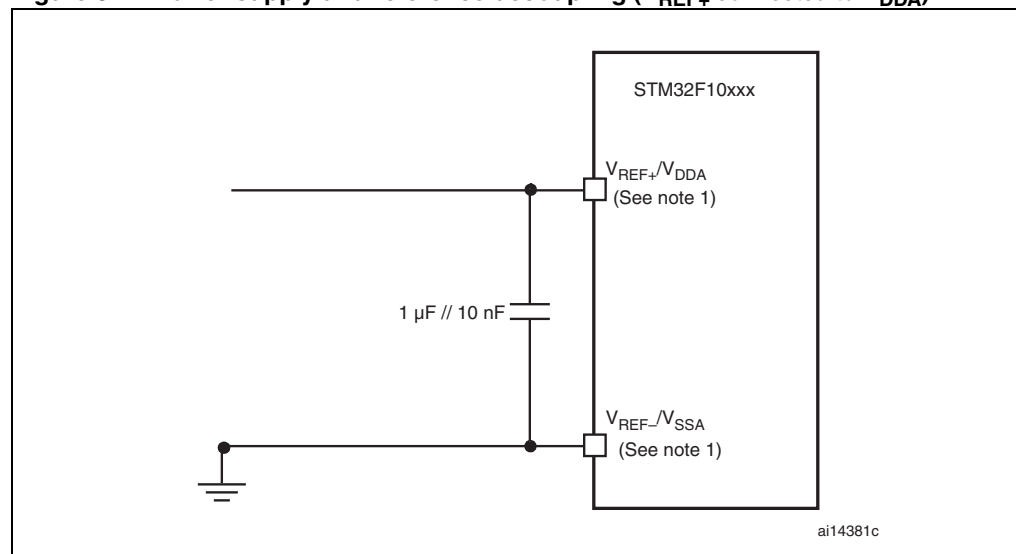 STM32F10xxx
VREF+/VDDA
(See note 1)
1 µF // 10 nF
VREF–/VSSA
(See note 1)
ai14381c